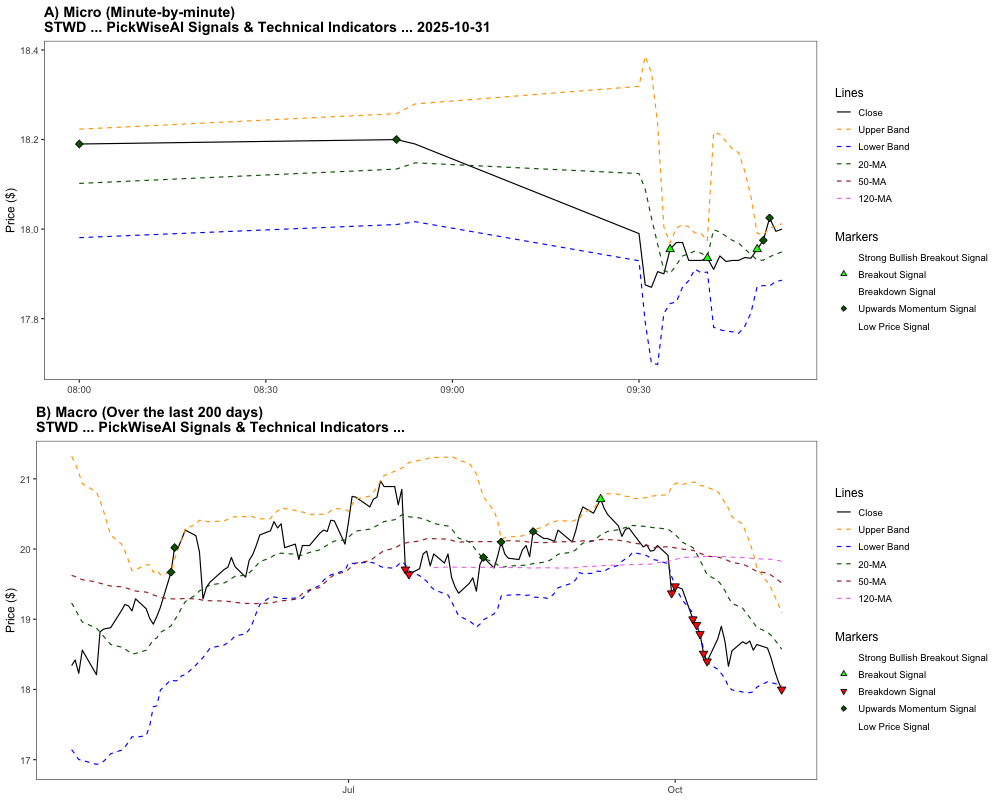 A) Micro (Minute-by-minute)
STWD ... PickWiseAI Signals & Technical Indicators ... 2025-10-31
18.4
18.2
18.0
17.8
Price ($)
08:00
08:30
09:00
09:30
Lines
Close
Upper Band
Lower Band
20-MA
50-MA
120-MA
Markers
Strong Bullish Breakout Signal
Breakout Signal
Breakdown Signal
Upwards Momentum Signal
Low Price Signal
B) Macro (Over the last 200 days)
STWD ... PickWiseAI Signals & Technical Indicators ...
21
20
19
18
17
Price ($)
Jul
Oct
Lines
Close
Upper Band
Lower Band
20-MA
50-MA
120-MA
Markers
Strong Bullish Breakout Signal
Breakout Signal
Breakdown Signal
Upwards Momentum Signal
Low Price Signal